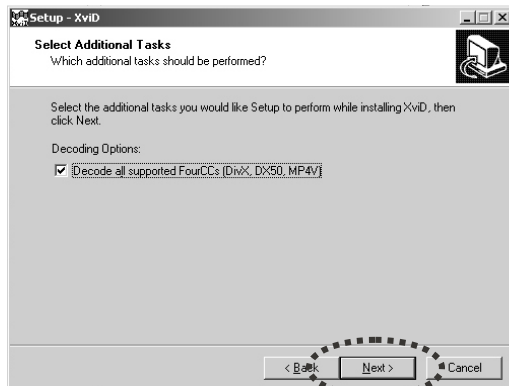 Setup - XviD
Select Additional Tasks
Which additional tasks should be performed?
Select the additional tasks you would like Setup to perform while installing XviD, then
click Next.
Decoding Options:
Decode all supported FourCCs (DivX, DX50, MP4V)
< Back Next > Cancel